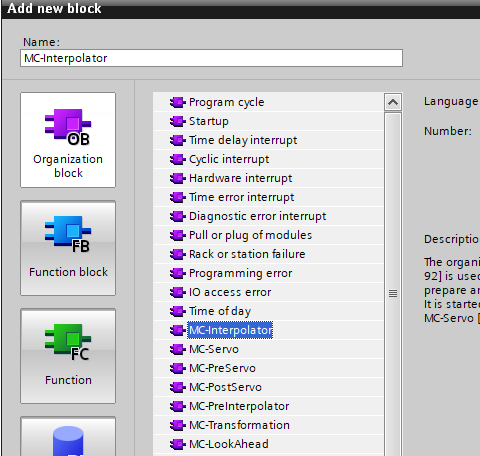 Add new block
Name:
MC-Interpolator
OB
Organization
block
FB
Function block
FC
Function
Program cycle
Startup
Time delay interrupt
Cyclic interrupt
Hardware interrupt
Time error interrupt
Diagnostic error interrupt
Pull or plug of modules
Rack or station failure
Programming error
IO access error
Time of day
MC-Interpolator
MC-Servo
MC-PreServo
MC-PostServo
MC-PreInterpolator
MC-Transformation
MC-LookAhead
Language
Number:
Descriptio
The organi
92] is used
prepare ar
It is started
MC-Servo [